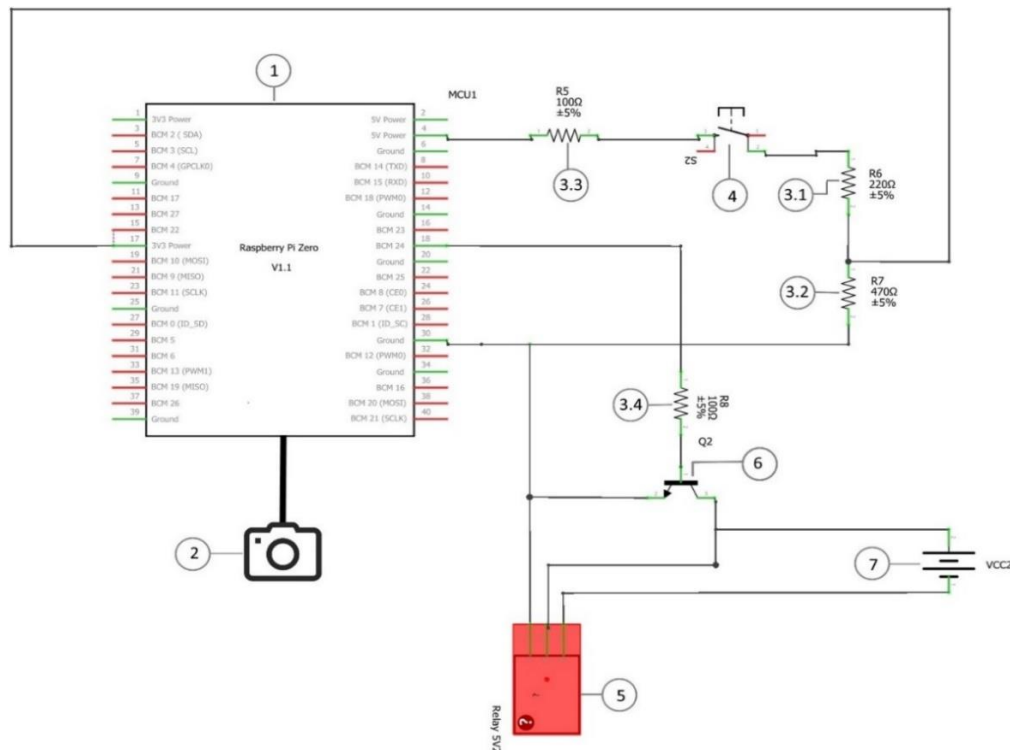 1
MCU1
1 3V3 Power
3 BCM 2 ( SDA)
5 BCM 3 (SCL)
7 BCM 4 (GPCLK0)
9 Ground
11 BCM 17
13 BCM 27
15 BCM 22
17 3V3 Power
19 BCM 10 (MOSI)
21 BCM 9 (MISO)
23 BCM 11 (SCLK)
25 Ground
27 BCM 0 (ID_SD)
29 BCM 5
31 BCM 6
33 BCM 13 (PWM1)
35 BCM 19 (MISO)
37 BCM 26
39 Ground
Raspberry Pi Zero
V1.1
5V Power 2
5V Power 4
Ground 6
BCM 14 (TXD) 8
BCM 15 (RXD) 10
BCM 18 (PWM0) 12
Ground 14
BCM 23 16
BCM 24 18
Ground 20
BCM 25 22
BCM 8 (CE0) 24
BCM 7 (CE1) 26
BCM 1 (ID_SC) 28
Ground 30
BCM 12 (PWM0) 32
Ground 34
BCM 16 36
BCM 20 (MOSI) 38
BCM 21 (SCLK) 40
R5
100Ω
±5%
3.3
S2
4
3.1
R6
220Ω
±5%
3.2
R7
470Ω
±5%
3.4
R8
100Ω
±5%
Q2
6
2
7
VCC2
5
?
Relay 5V